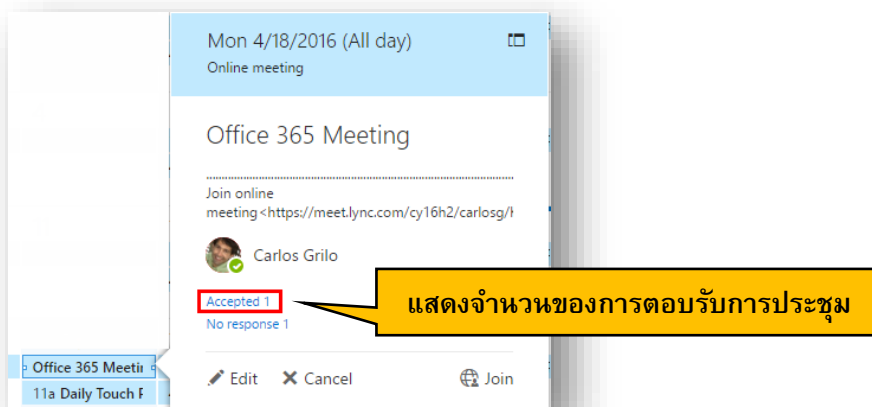 Mon 4/18/2016 (All day)
Online meeting
Office 365 Meeting
Join online
meeting<https://meet.lync.com/cy16h2/carlosg/
Carlos Grilo
Accepted 1
แสดงจำนวนของการตอบรับการประชุม
No response 1
Office 365 Meetin
Edit
Cancel
Join
11a Daily Touch